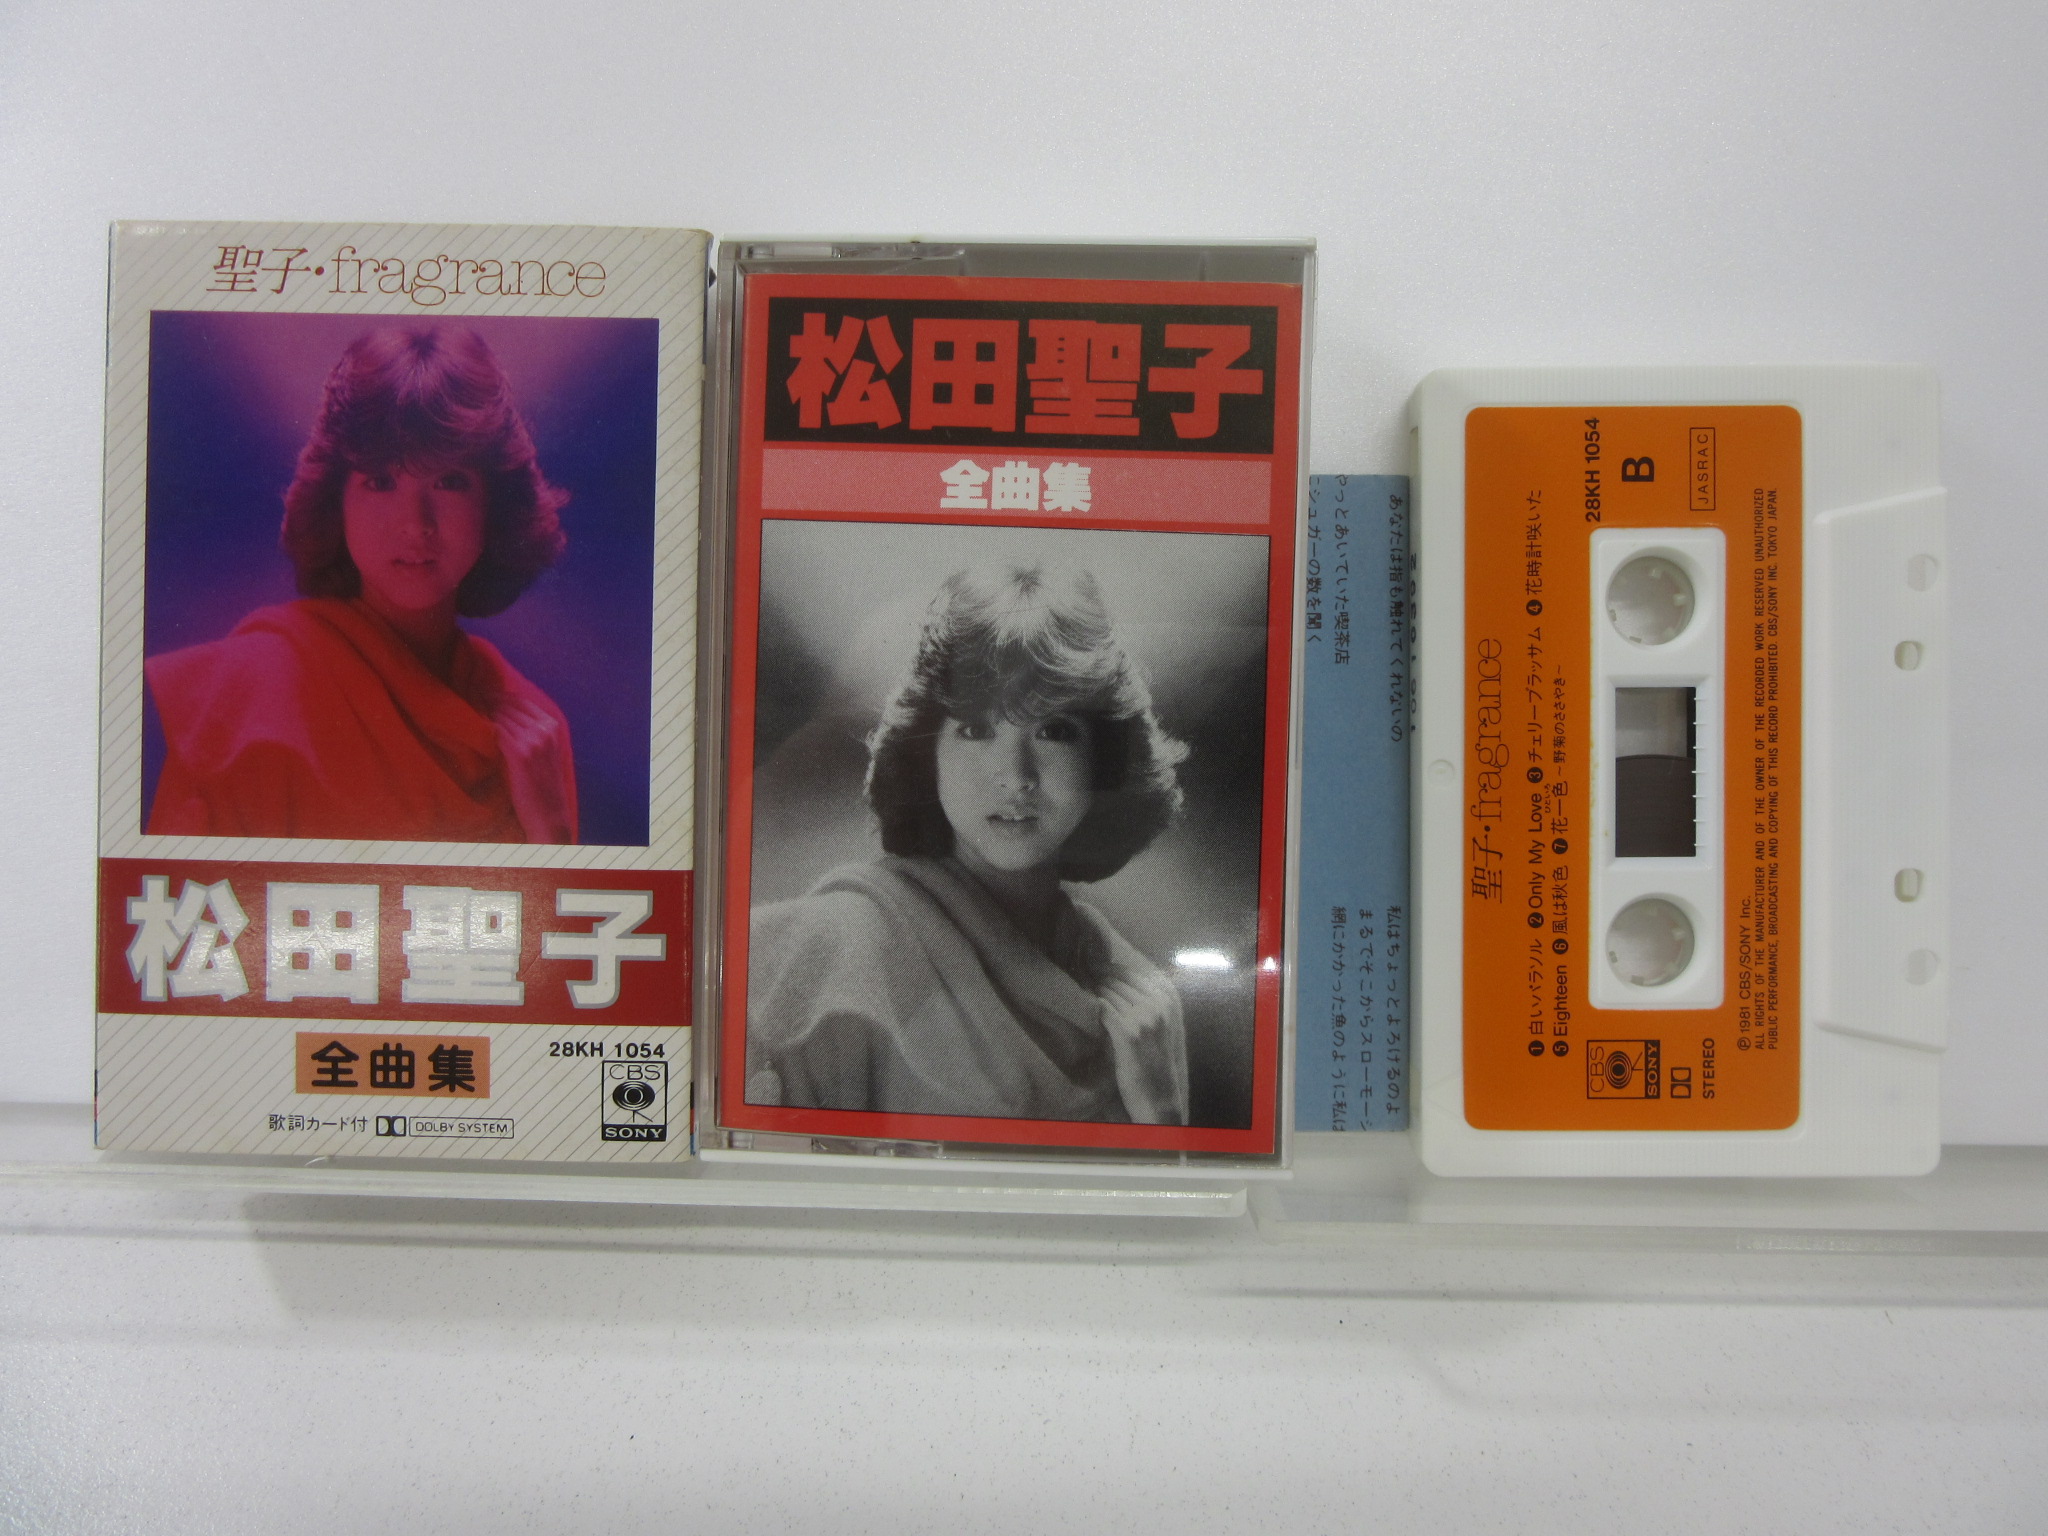 聖子・fragrance
松田聖子
全曲集
28KH 1054
CBS
SONY
歌詞カード付 DOLBY SYSTEM
松田聖子
全曲集
あなたは指も触れてくれないの
やっとあいていた喫茶店
シュガーの数を聞く
私はちょっとよろけるのよ
まるでそこからスローモーシ
網にかかった魚のように私は
聖子・fragrance
❶白いパラソル ❷Only My Love ❸チェリーブラッサム ❹花時計咲いた
❺Eighteen ❻風は秋色 ❼花一色 ~野菊のささやき~
ひといろ
28KH 1054
B
JASRAC
CBS
SONY
STEREO
Ⓟ1981 CBS/SONY Inc.
ALL RIGHTS OF THE MANUFACTURER AND OF THE OWNER OF THE RECORDED WORK RESERVED UNAUTHORIZED
PUBLIC PERFORMANCE, BROADCASTING AND COPYING OF THIS RECORD PROHIBITED. CBS/SONY INC. TOKYO JAPAN.